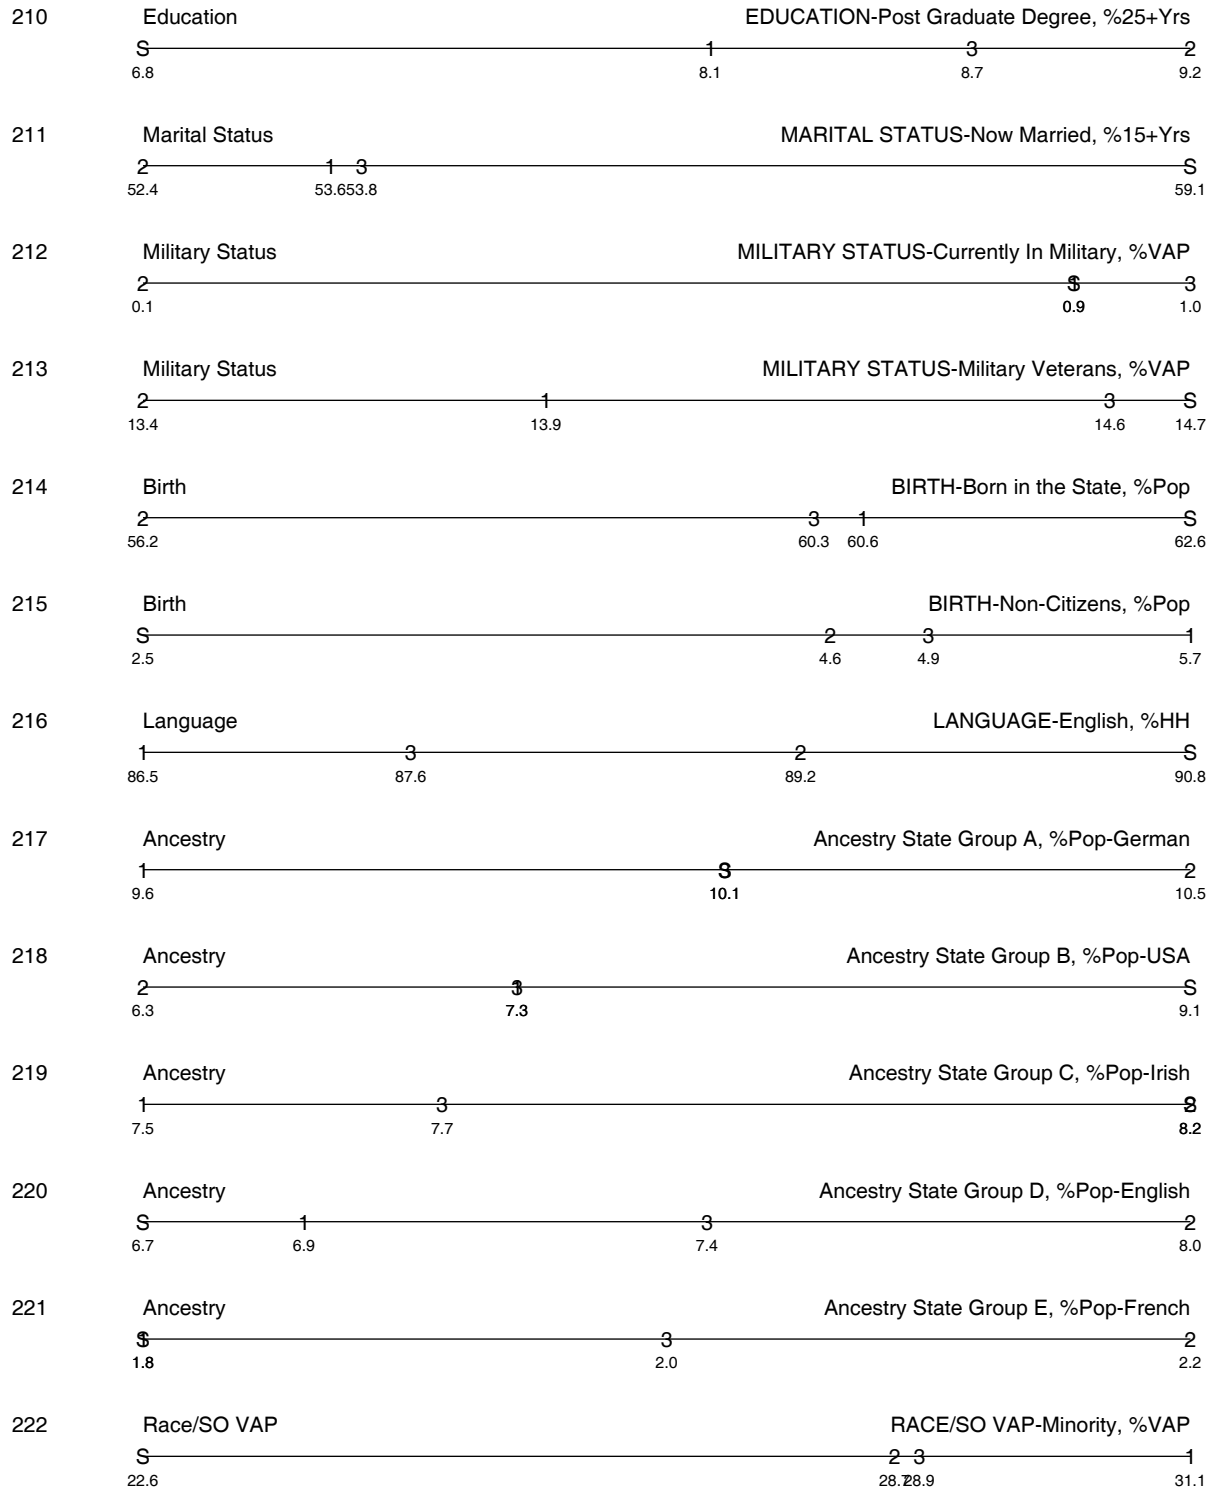 210 Education EDUCATION-Post Graduate Degree, %25+Yrs
S 1 3 2
6.8 8.1 8.7 9.2
211 Marital Status MARITAL STATUS-Now Married, %15+Yrs
2 1 3 S
52.4 53.6 53.8 59.1
212 Military Status MILITARY STATUS-Currently In Military, %VAP
2 1 S 3
0.1 0.9 1.0
213 Military Status MILITARY STATUS-Military Veterans, %VAP
2 1 3 S
13.4 13.9 14.6 14.7
214 Birth BIRTH-Born in the State, %Pop
2 3 1 S
56.2 60.3 60.6 62.6
215 Birth BIRTH-Non-Citizens, %Pop
S 2 3 1
2.5 4.6 4.9 5.7
216 Language LANGUAGE-English, %HH
1 3 2 S
86.5 87.6 89.2 90.8
217 Ancestry Ancestry State Group A, %Pop-German
1 3 S 2
9.6 10.1 10.5
218 Ancestry Ancestry State Group B, %Pop-USA
2 1 3 S
6.3 7.3 9.1
219 Ancestry Ancestry State Group C, %Pop-Irish
1 3 2 S
7.5 7.7 8.2
220 Ancestry Ancestry State Group D, %Pop-English
S 1 3 2
6.7 6.9 7.4 8.0
221 Ancestry Ancestry State Group E, %Pop-French
1 S 3 2
1.8 2.0 2.2
222 Race/SO VAP RACE/SO VAP-Minority, %VAP
S 2 3 1
22.6 28.7 28.9 31.1